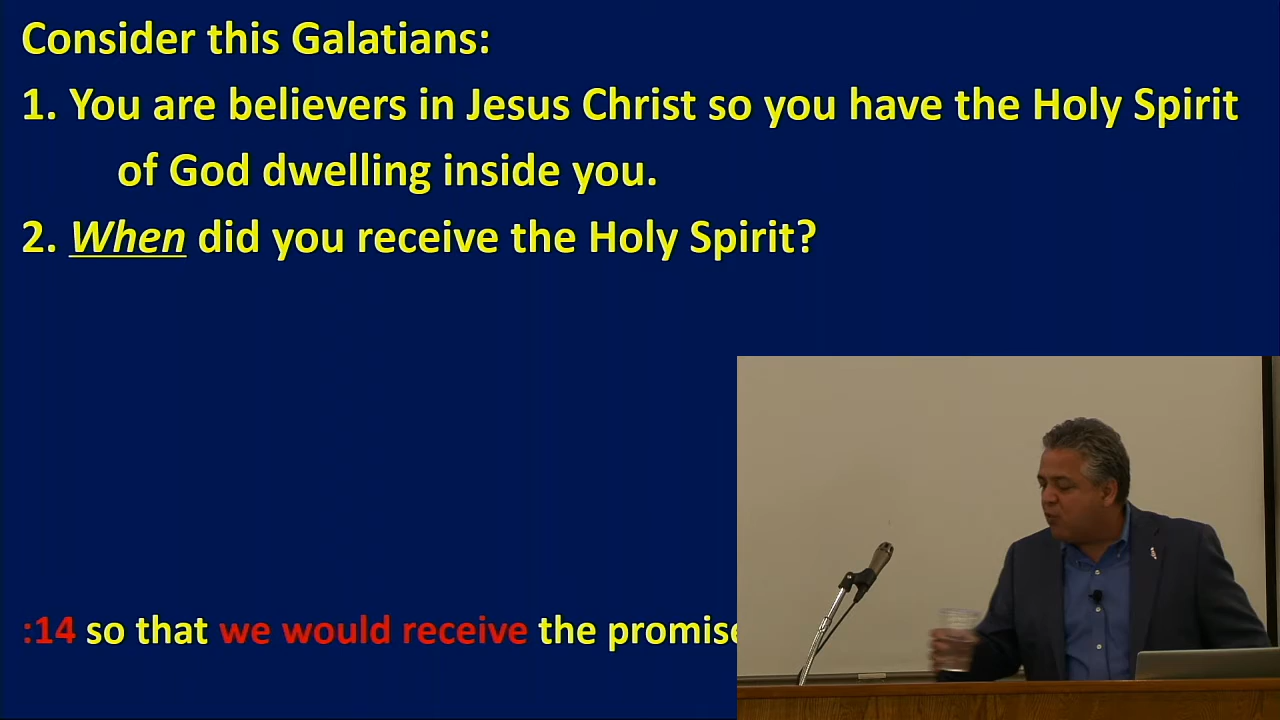 Consider this Galatians:
1. You are believers in Jesus Christ so you have the Holy Spirit
of God dwelling inside you.
2. When did you receive the Holy Spirit?
:14 so that we would receive the promise